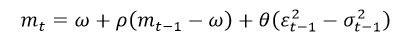 m_t = ω + ρ(m_{t−1} − ω) + θ(ε²_{t−1} − σ²_{t−1})